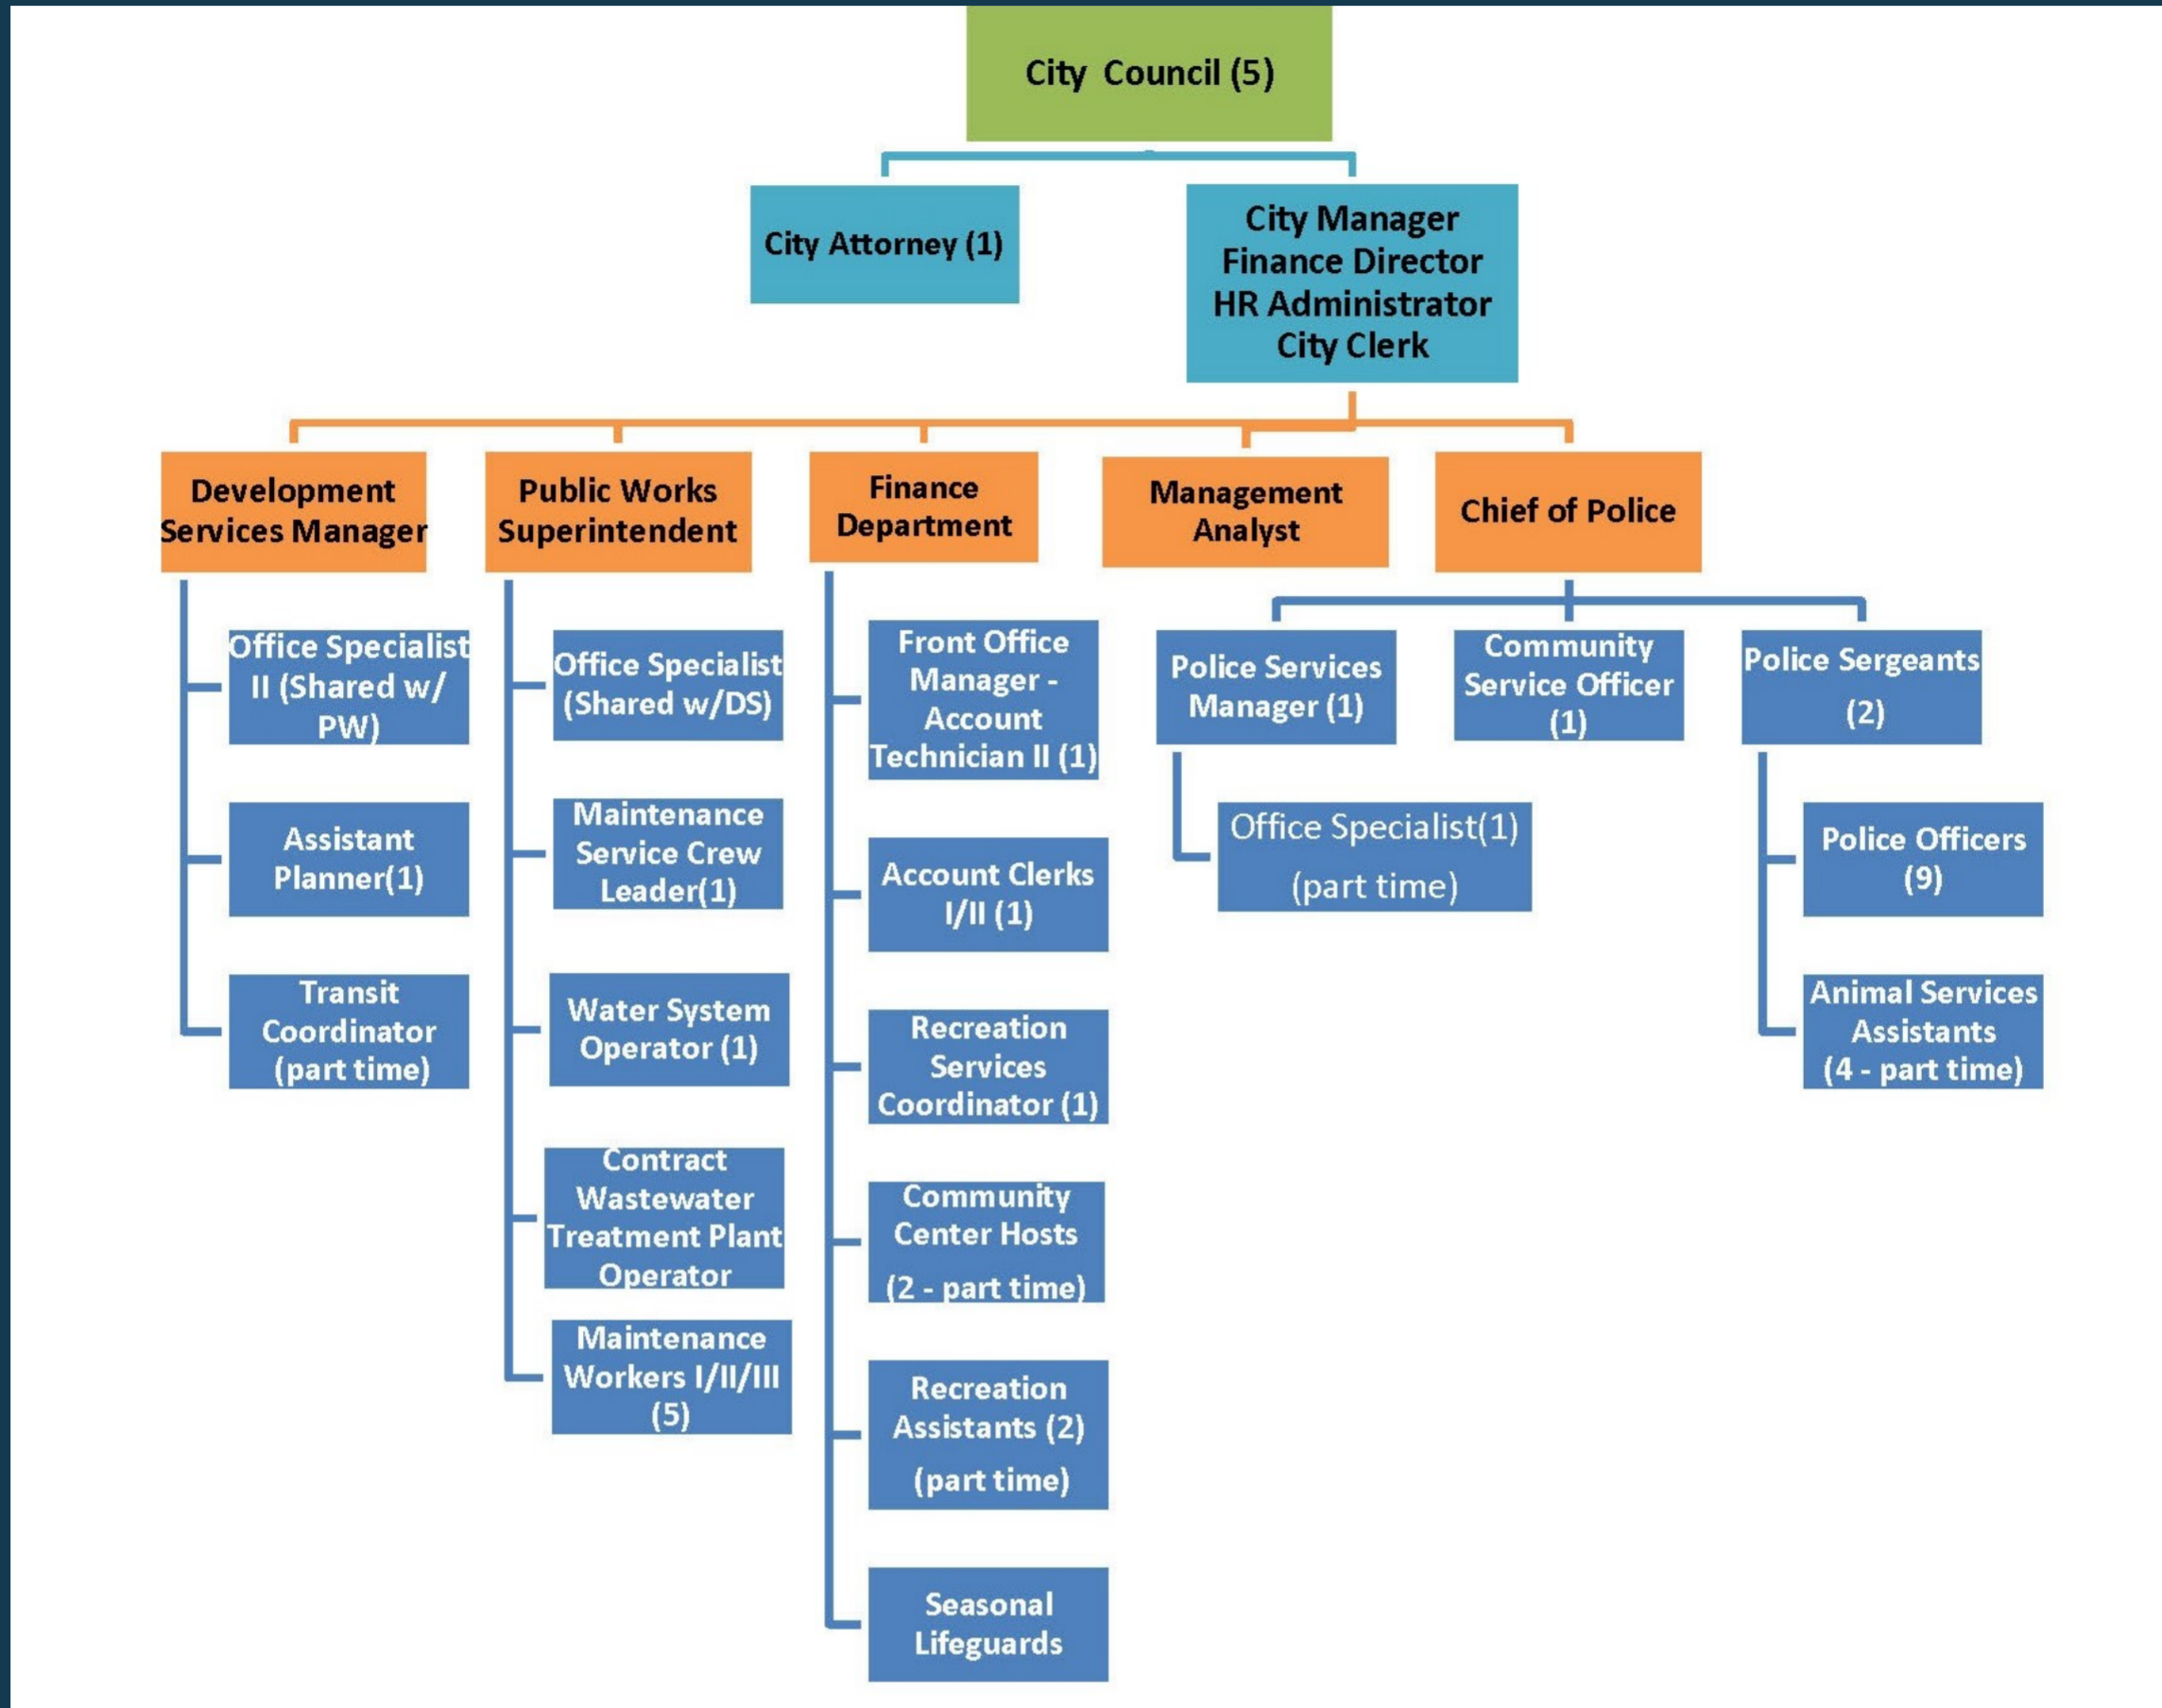 City Council (5)
City Attorney (1)
City Manager
Finance Director
HR Administrator
City Clerk
Development
Services Manager
Public Works
Superintendent
Finance
Department
Management
Analyst
Chief of Police
Office Specialist
II (Shared w/
PW)
Assistant
Planner(1)
Transit
Coordinator
(part time)
Office Specialist
(Shared w/DS)
Maintenance
Service Crew
Leader(1)
Water System
Operator (1)
Contract
Wastewater
Treatment Plant
Operator
Maintenance
Workers I/II/III
(5)
Front Office
Manager -
Account
Technician II (1)
Account Clerks
I/II (1)
Recreation
Services
Coordinator (1)
Community
Center Hosts
(2 - part time)
Recreation
Assistants (2)
(part time)
Seasonal
Lifeguards
Police Services
Manager (1)
Office Specialist(1)
(part time)
Community
Service Officer
(1)
Police Sergeants
(2)
Police Officers
(9)
Animal Services
Assistants
(4 - part time)